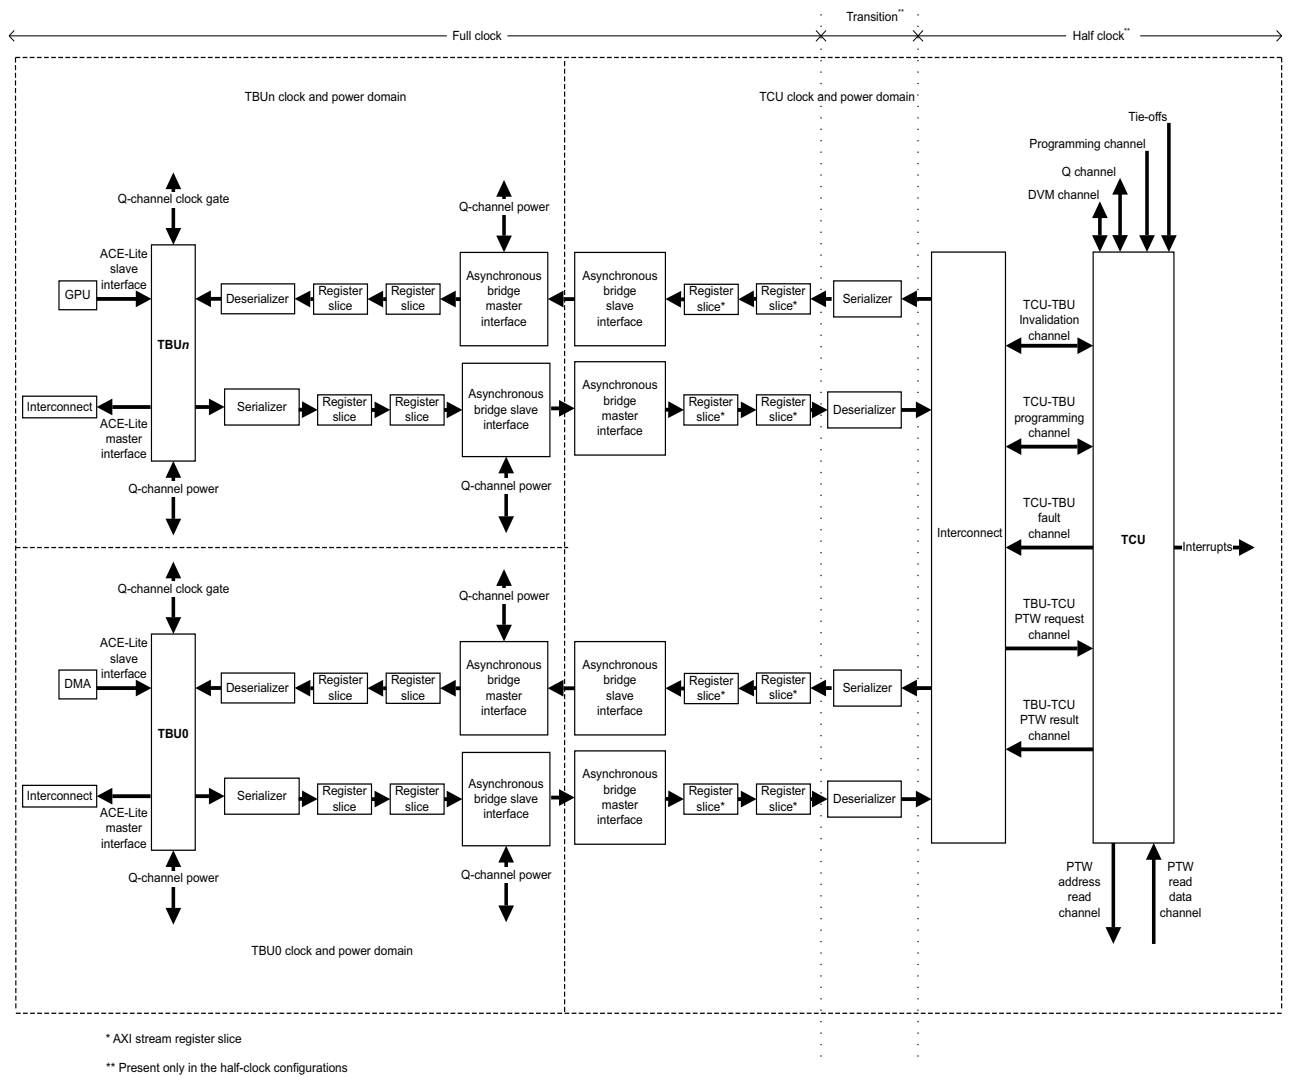 Transition**
Full clock
Half clock**
TBUn clock and power domain
TCU clock and power domain
Tie-offs
Programming channel
Q channel
DVM channel
Q-channel clock gate
Q-channel power
ACE-Lite
slave
interface
GPU
TBUn
Deserializer
Register
slice
Register
slice
Asynchronous
bridge
master
interface
Asynchronous
bridge
slave
interface
Register
slice*
Register
slice*
Serializer
Interconnect
ACE-Lite
master
interface
Serializer
Register
slice
Register
slice
Asynchronous
bridge slave
interface
Asynchronous
bridge
master
interface
Register
slice*
Register
slice*
Deserializer
Q-channel power
Q-channel power
Interconnect
TCU-TBU
Invalidation
channel
TCU-TBU
programming
channel
TCU-TBU
fault
channel
TBU-TCU
PTW request
channel
TBU-TCU
PTW result
channel
TCU
Interrupts
Q-channel clock gate
Q-channel power
ACE-Lite
slave
interface
DMA
TBU0
Deserializer
Register
slice
Register
slice
Asynchronous
bridge
master
interface
Asynchronous
bridge
slave
interface
Register
slice*
Register
slice*
Serializer
Interconnect
ACE-Lite
master
interface
Serializer
Register
slice
Register
slice
Asynchronous
bridge slave
interface
Asynchronous
bridge
master
interface
Register
slice*
Register
slice*
Deserializer
Q-channel power
Q-channel power
PTW
address
read
channel
PTW
read
data
channel
TBU0 clock and power domain
* AXI stream register slice
** Present only in the half-clock configurations